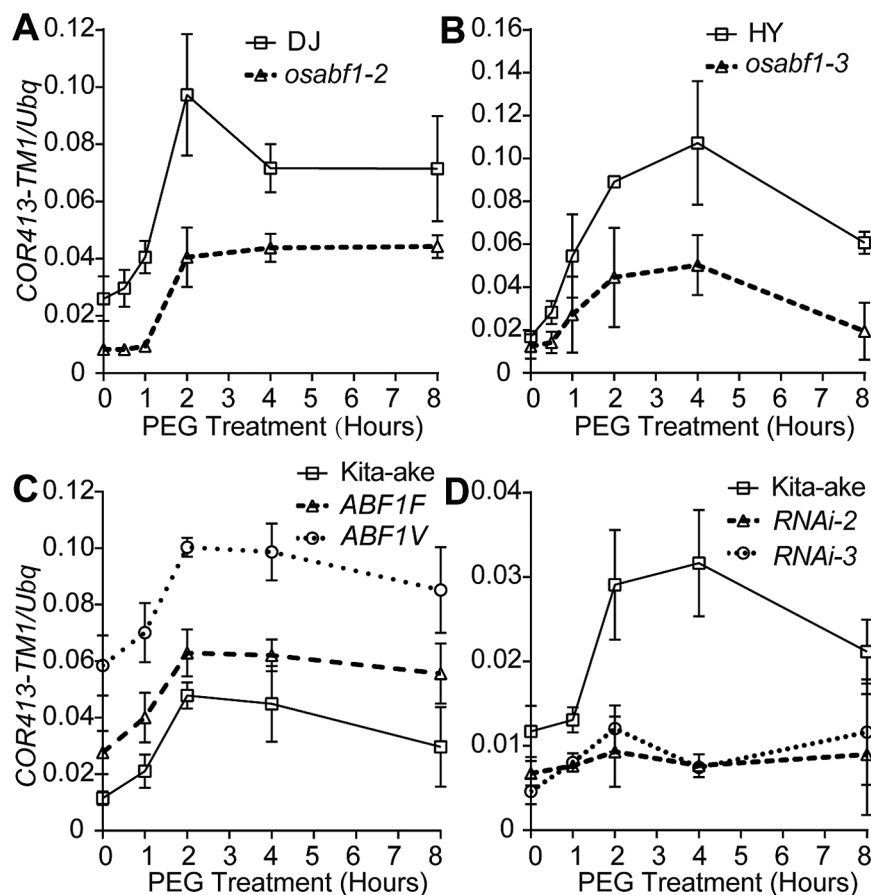 A
0.12
0.10
0.08
0.06
0.04
0.02
0
COR413-TM1/Ubq
DJ
osabf1-2
0 1 2 3 4 5 6 7 8
PEG Treatment (Hours)
B
0.16
0.14
0.12
0.10
0.08
0.06
0.04
0.02
0
HY
osabf1-3
0 1 2 3 4 5 6 7 8
PEG Treatment (Hours)
C
0.12
0.10
0.08
0.06
0.04
0.02
0
COR413-TM1/Ubq
Kita-ake
ABF1F
ABF1V
0 1 2 3 4 5 6 7 8
PEG Treatment (Hours)
D
0.04
0.03
0.02
0.01
0
Kita-ake
RNAi-2
RNAi-3
0 1 2 3 4 5 6 7 8
PEG Treatment (Hours)